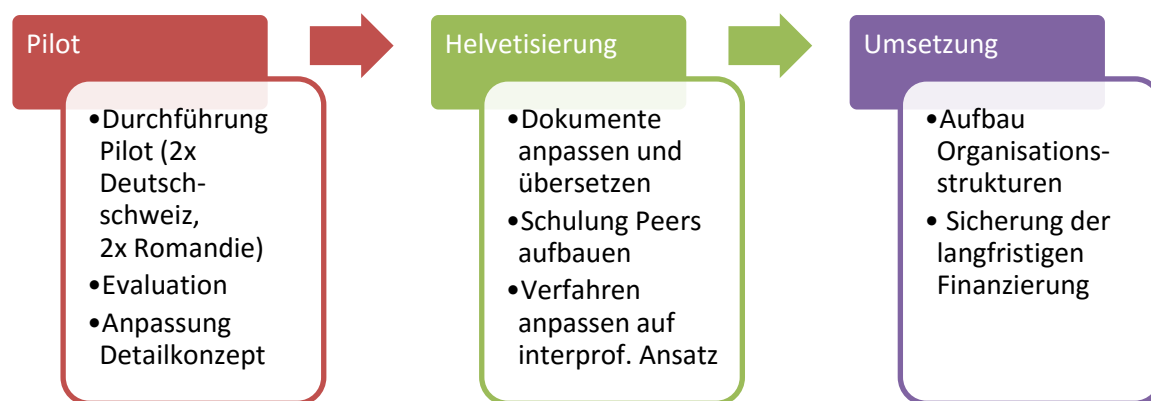 Pilot
•Durchführung
Pilot (2x
Deutsch-
schweiz,
2x Romandie)
•Evaluation
•Anpassung
Detailkonzept
Helvetisierung
•Dokumente
anpassen und
übersetzen
•Schulung Peers
aufbauen
•Verfahren
anpassen auf
interprof. Ansatz
Umsetzung
•Aufbau
Organisations-
strukturen
• Sicherung der
langfristigen
Finanzierung